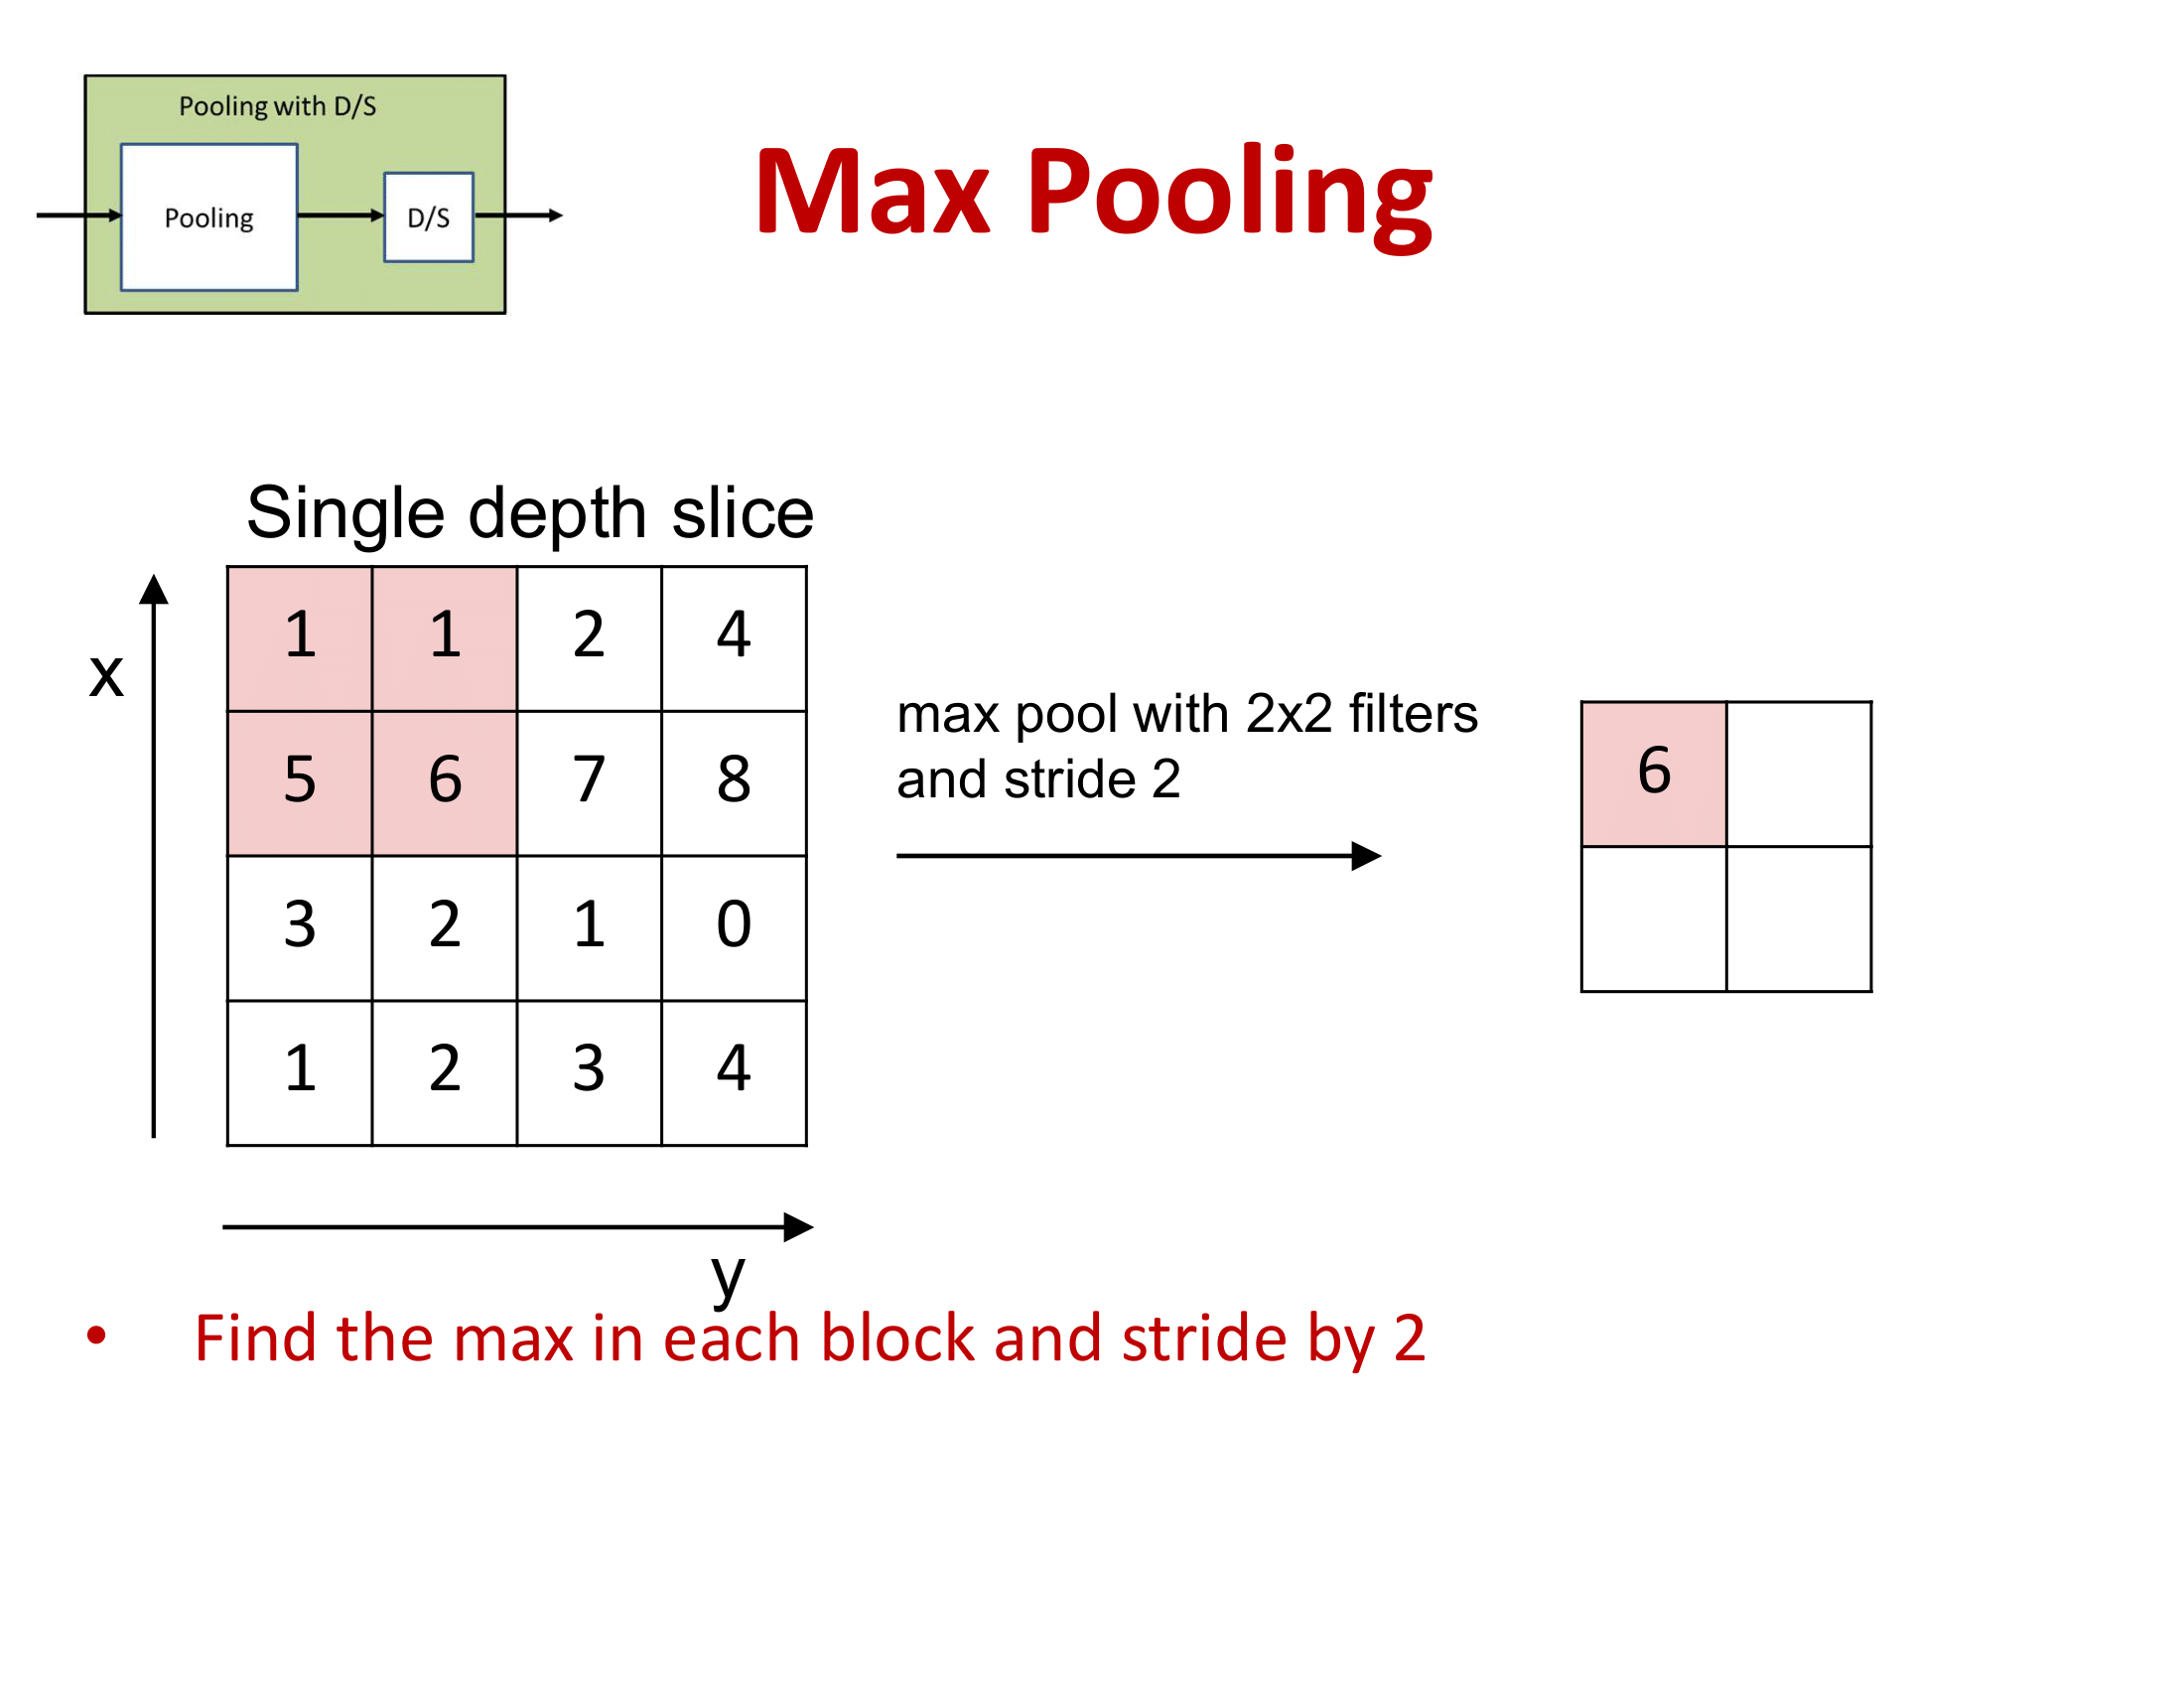 Pooling with D/S
Pooling
D/S
Max Pooling
Single depth slice
x
1 1 2 4
5 6 7 8
3 2 1 0
1 2 3 4
y
max pool with 2x2 filters
and stride 2
6
• Find the max in each block and stride by 2